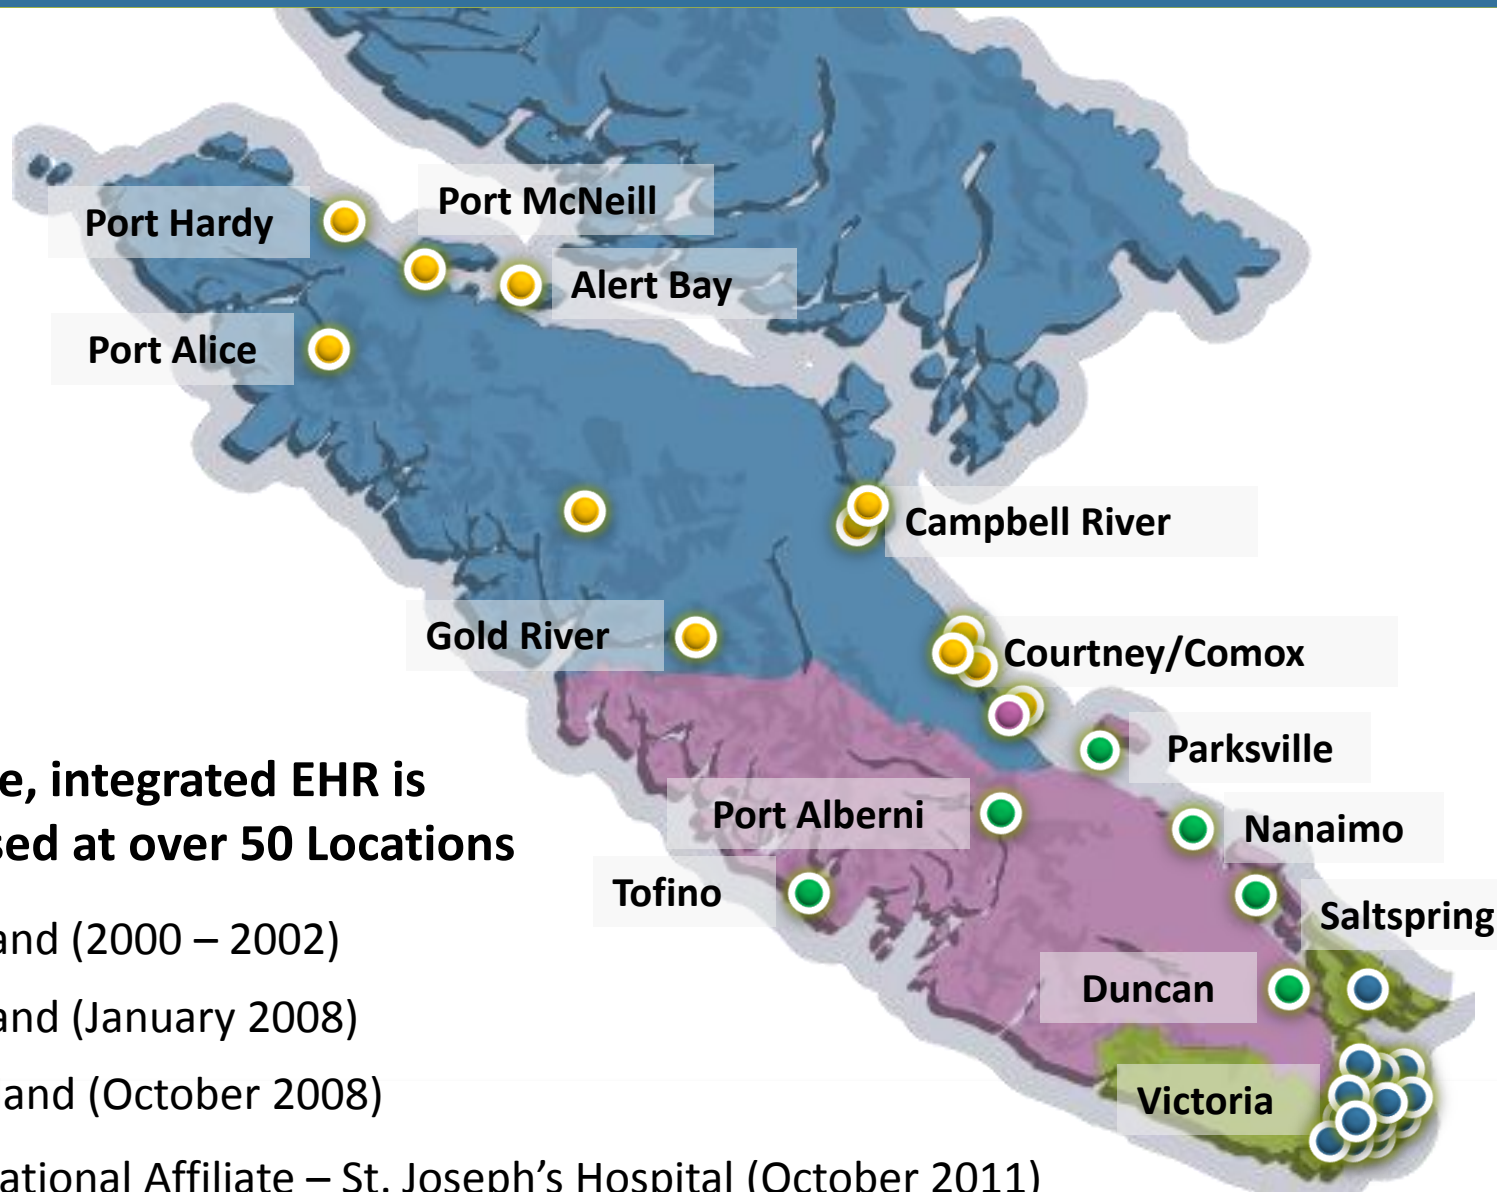 Port McNeill
Port Hardy
Alert Bay
Port Alice
Campbell River
Gold River
Courtney/Comox
Parksville
e, integrated EHR is
sed at over 50 Locations
Port Alberni
Nanaimo
Tofino
Saltspring
and (2000 – 2002)
Duncan
and (January 2008)
and (October 2008)
Victoria
ational Affiliate – St. Joseph’s Hospital (October 2011)